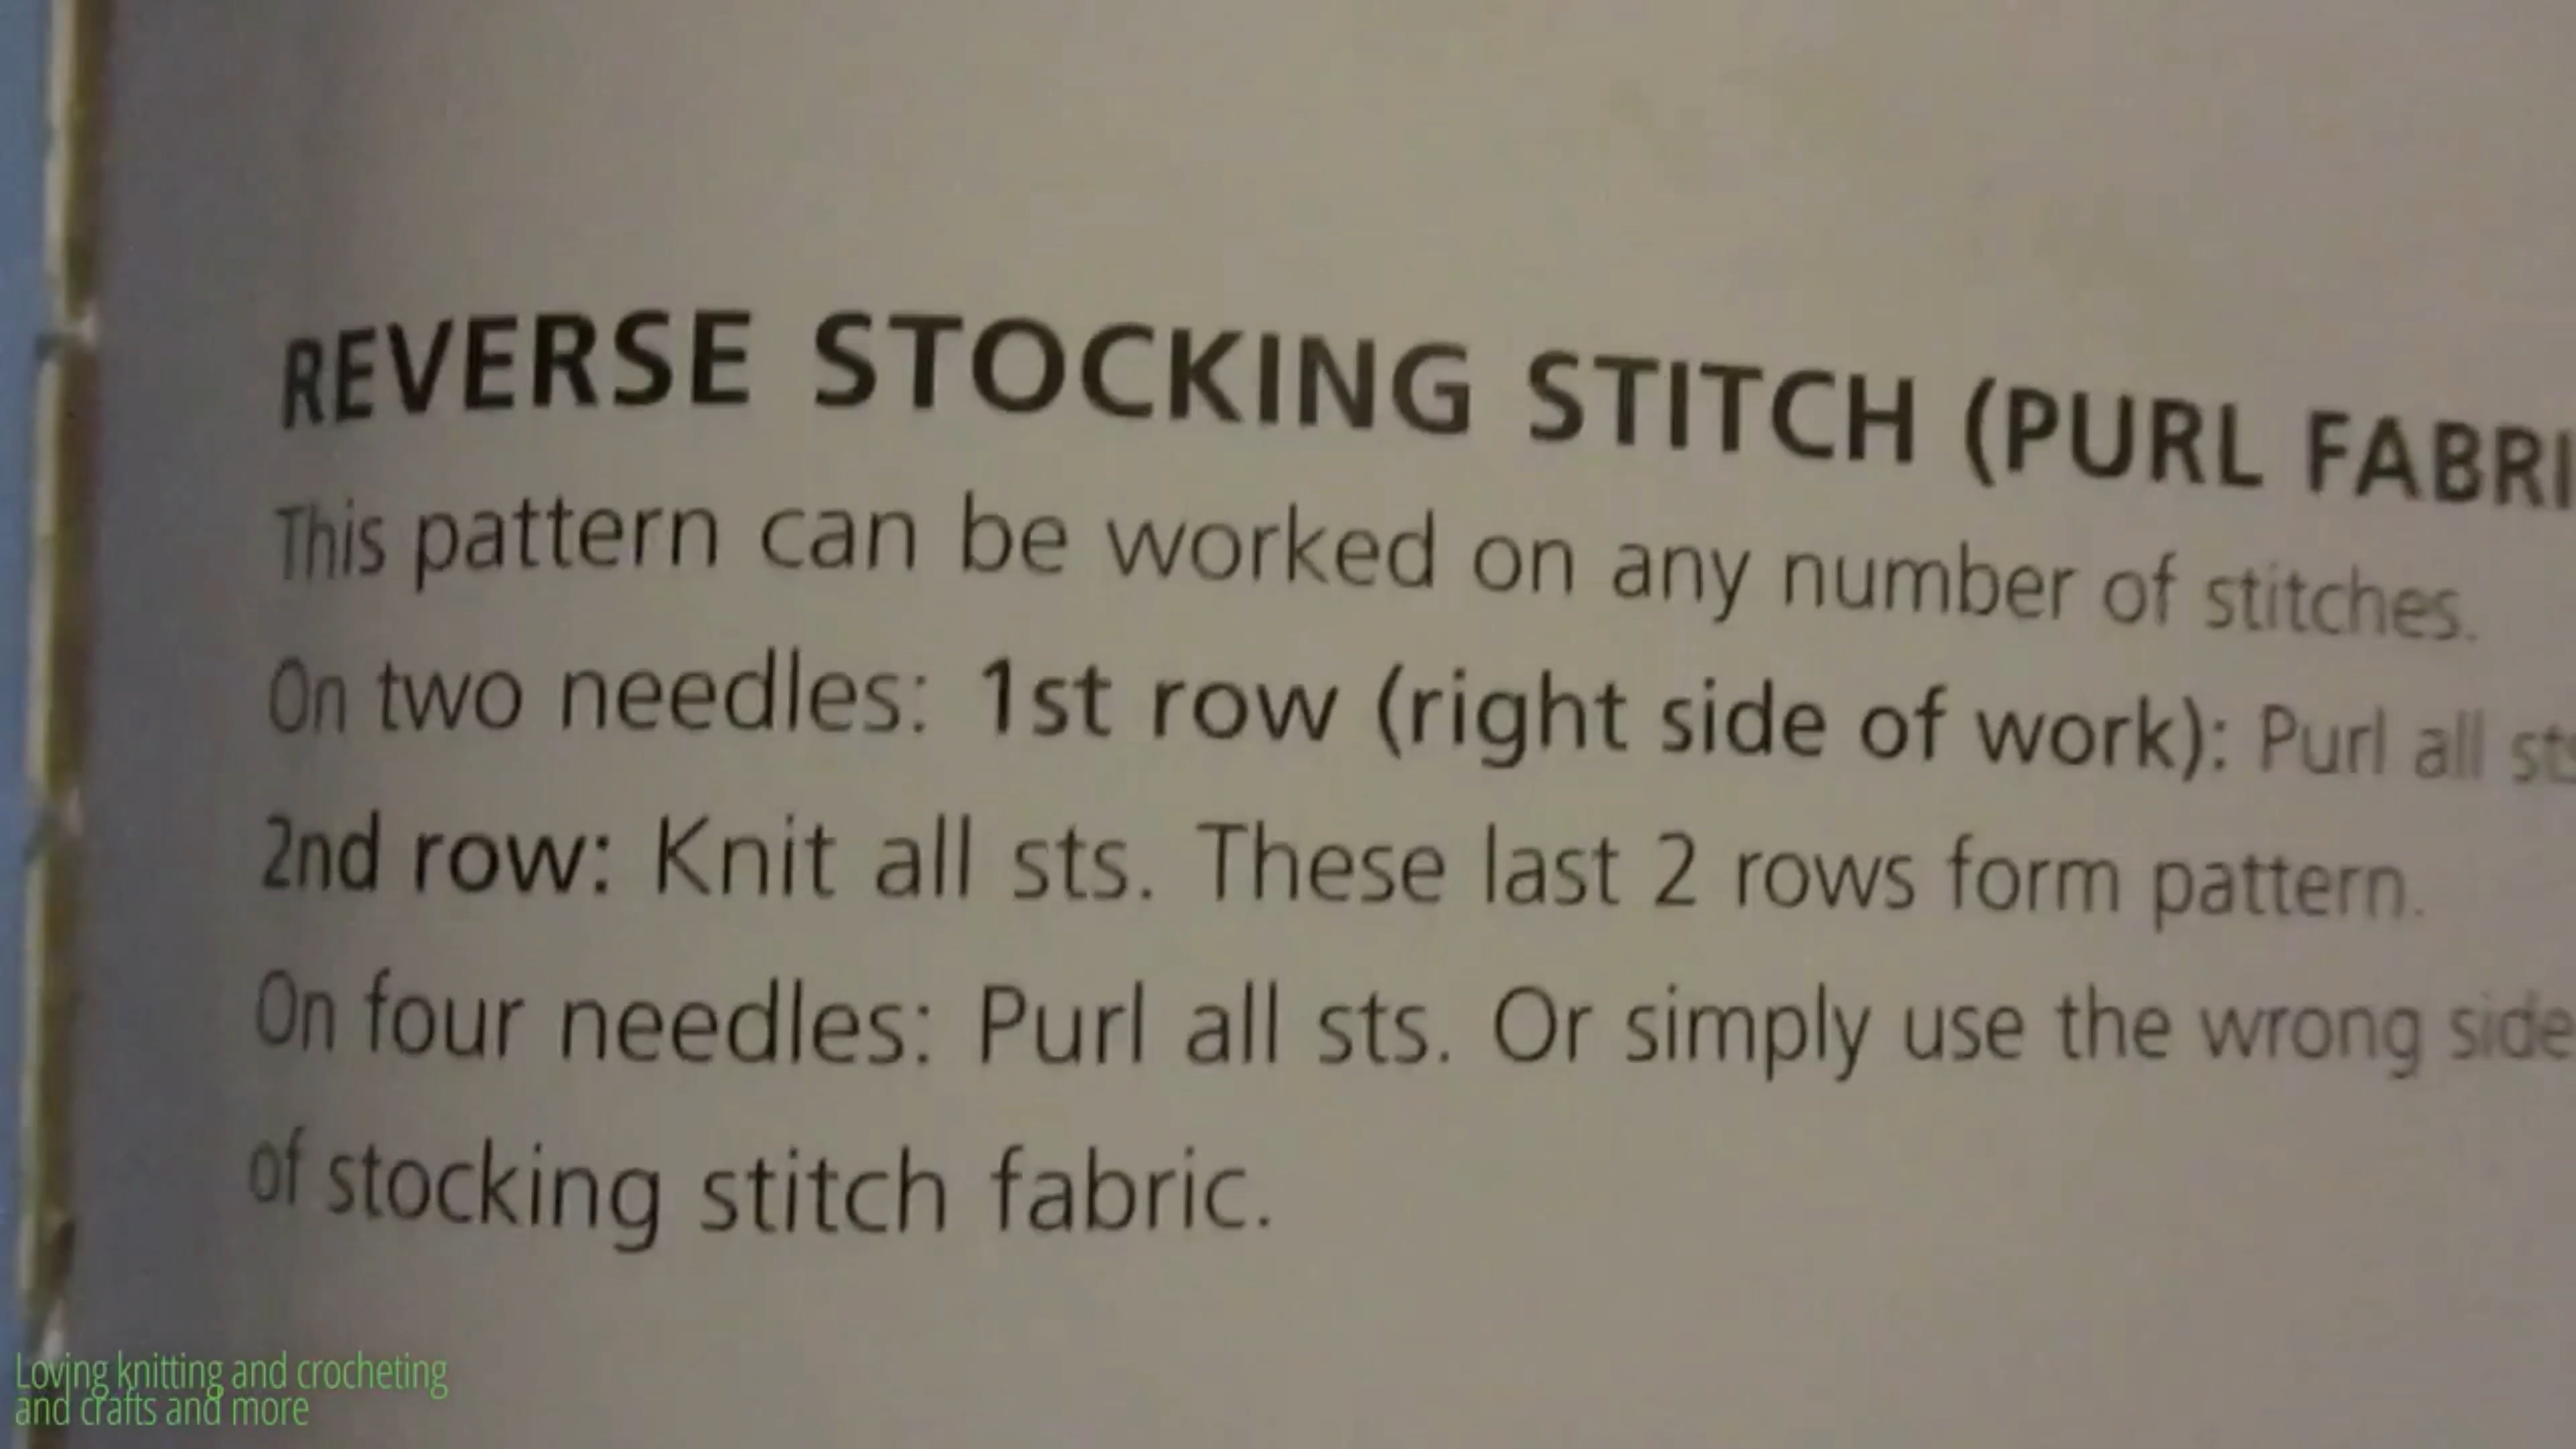 REVERSE STOCKING STITCH (PURL FABRI
This pattern can be worked on any number of stitches.
On two needles: 1st row (right side of work): Purl all sts
2nd row: Knit all sts. These last 2 rows form pattern.
On four needles: Purl all sts. Or simply use the wrong side
of stocking stitch fabric.
Loving knitting and crocheting
and crafts and more